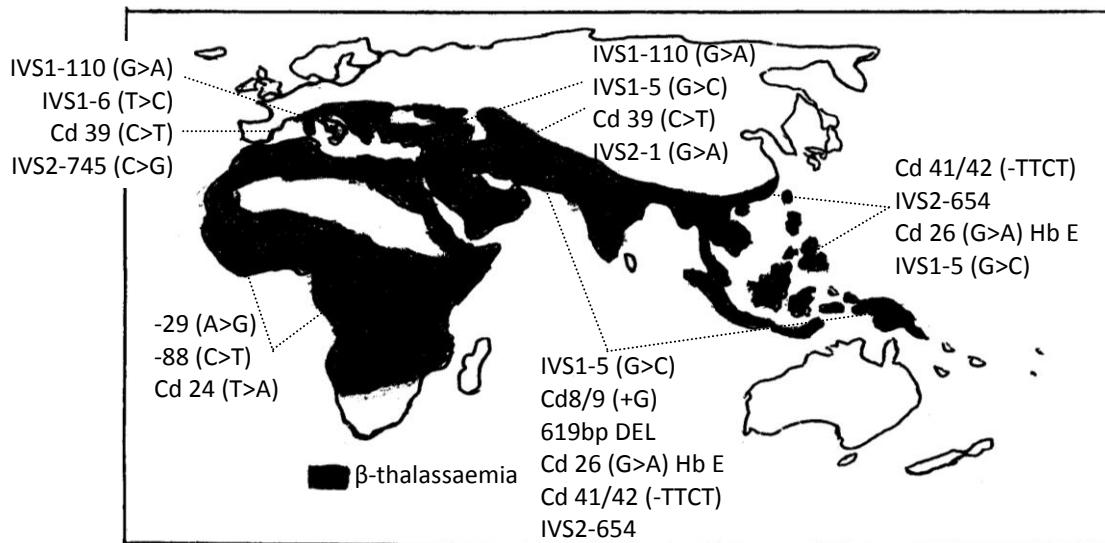 IVS1-110 (G>A)
IVS1-6 (T>C)
Cd 39 (C>T)
IVS2-745 (C>G)
IVS1-110 (G>A)
IVS1-5 (G>C)
Cd 39 (C>T)
IVS2-1 (G>A)
Cd 41/42 (-TTCT)
IVS2-654
Cd 26 (G>A) Hb E
IVS1-5 (G>C)
-29 (A>G)
-88 (C>T)
Cd 24 (T>A)
IVS1-5 (G>C)
Cd8/9 (+G)
619bp DEL
Cd 26 (G>A) Hb E
Cd 41/42 (-TTCT)
IVS2-654
β-thalassaemia